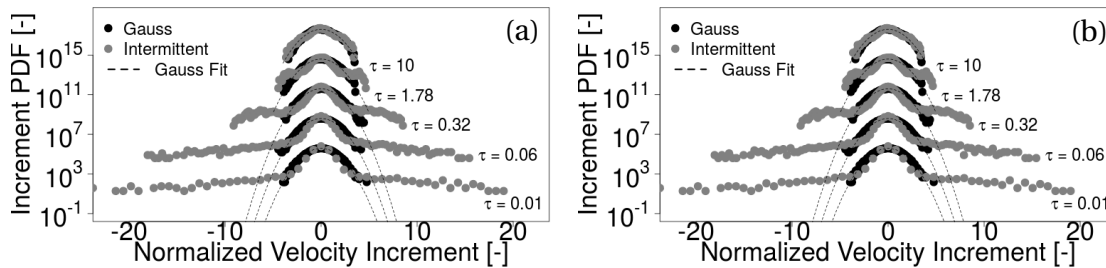 Increment PDF [-]
10^15
10^11
10^7
10^3
10^-1
Gauss
Intermittent
Gauss Fit
(a)
τ = 10
τ = 1.78
τ = 0.32
τ = 0.06
τ = 0.01
-20 -10 0 10 20
Normalized Velocity Increment [-]
Increment PDF [-]
10^15
10^11
10^7
10^3
10^-1
Gauss
Intermittent
Gauss Fit
(b)
τ = 10
τ = 1.78
τ = 0.32
τ = 0.06
τ = 0.01
-20 -10 0 10 20
Normalized Velocity Increment [-]